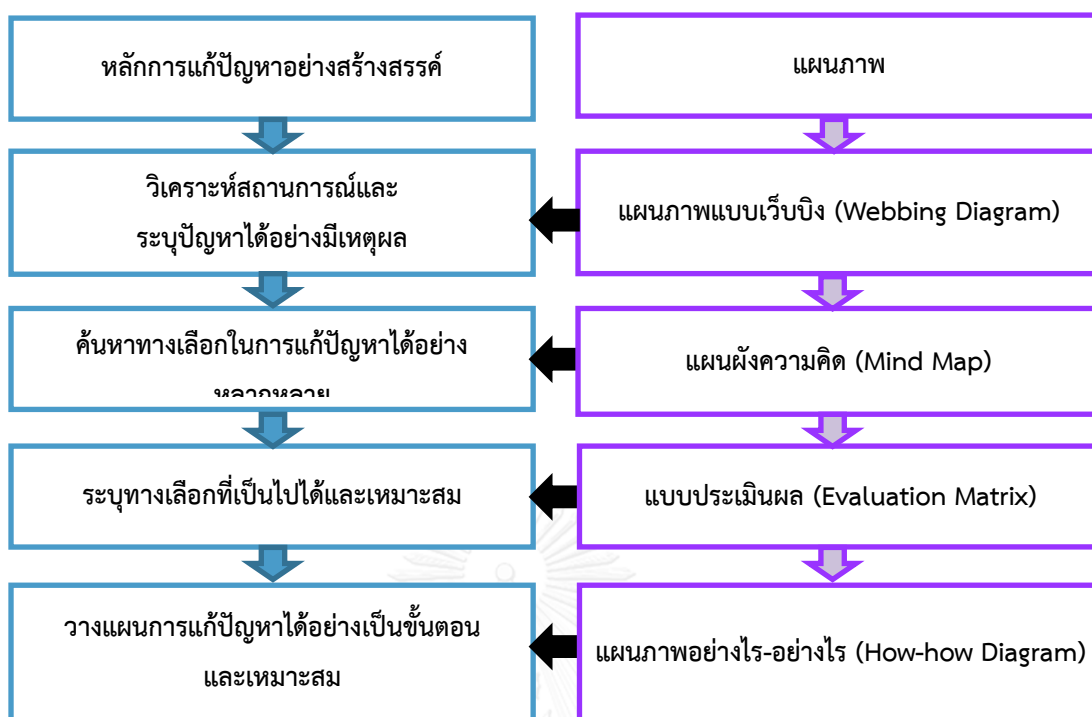 หลักการแก้ปัญหาอย่างสร้างสรรค์
แผนภาพ
วิเคราะห์สถานการณ์และ
ระบุปัญหาได้อย่างมีเหตุผล
แผนภาพแบบเว็บบิง (Webbing Diagram)
ค้นหาทางเลือกในการแก้ปัญหาได้อย่าง
หลากหลาย
แผนผังความคิด (Mind Map)
ระบุทางเลือกที่เป็นไปได้และเหมาะสม
แบบประเมินผล (Evaluation Matrix)
วางแผนการแก้ปัญหาได้อย่างเป็นขั้นตอน
และเหมาะสม
แผนภาพอย่างไร-อย่างไร (How-how Diagram)